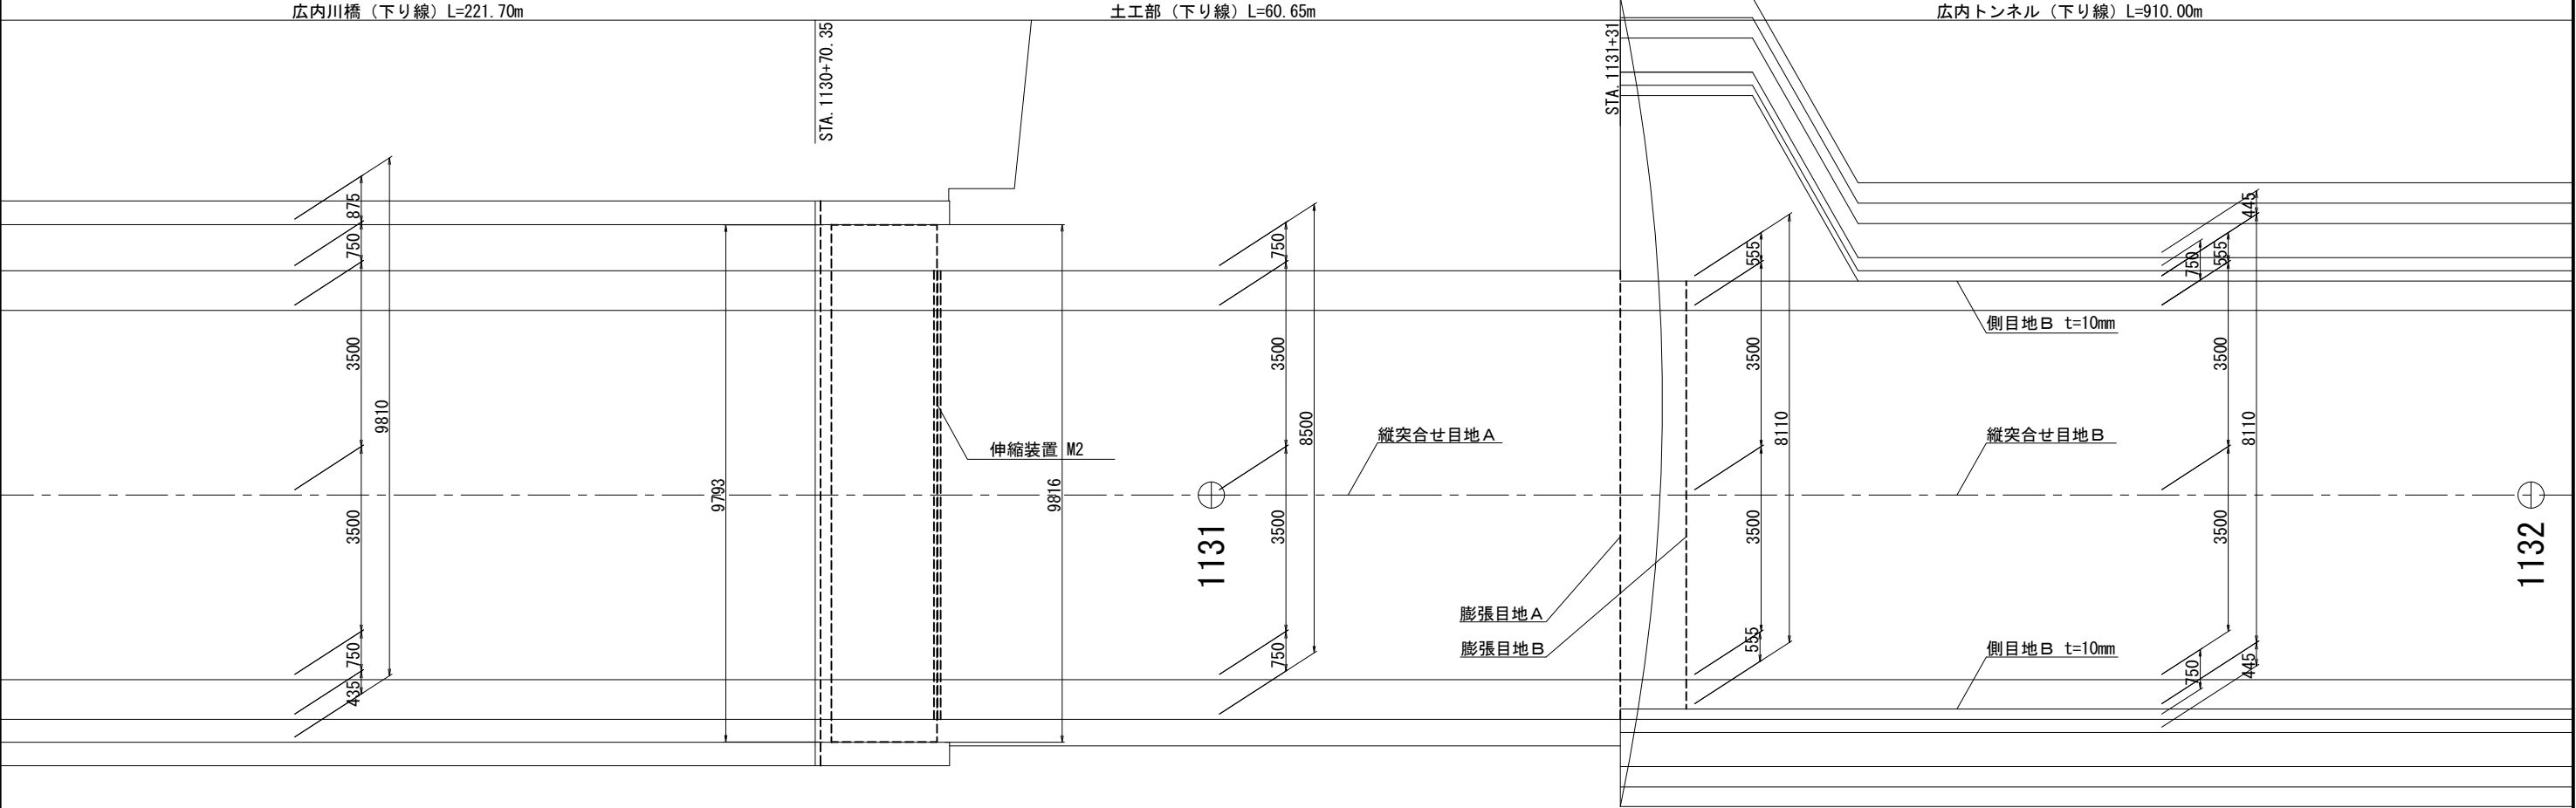 広内川橋（下り線）L=221.70m
土工部（下り線）L=60.65m
広内トンネル（下り線）L=910.00m
STA. 1130+70.35
STA. 1131+31
875
750
3500
9810
3500
750
435
9793
伸縮装置 M2
9816
1131
750
3500
8500
3500
750
縦突合せ目地A
膨張目地A
膨張目地B
555
3500
8110
3500
555
側目地B t=10mm
縦突合せ目地B
側目地B t=10mm
445
555
750
3500
8110
3500
750
445
1132